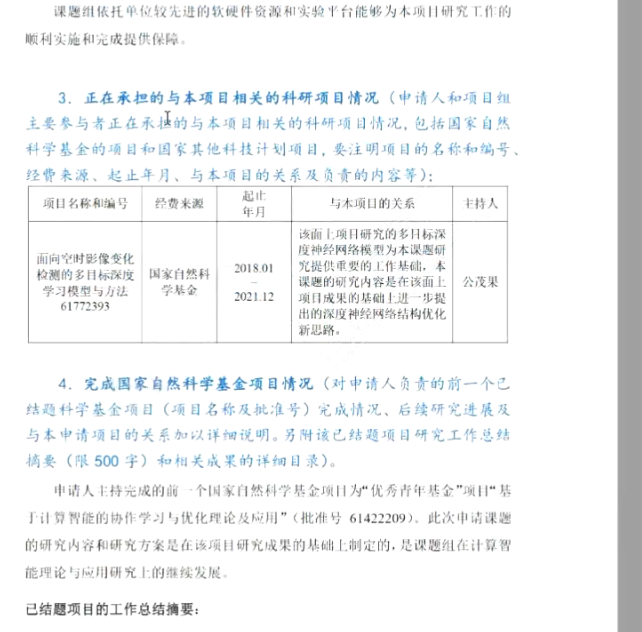 课题组依托单位较先进的软硬件资源和实验平台能够为本项目研究工作的
顺利实施和完成提供保障。
3. 正在承担的与本项目相关的科研项目情况（申请人和项目组
主要参与者正在承担的与本项目相关的科研项目情况，包括国家自然
科学基金的项目和国家其他科技计划项目，要注明项目的名称和编号、
经费来源、起止年月、与本项目的关系及负责的内容等）：
项目名称和编号 经费来源 起止年月 与本项目的关系 主持人
面向空时影像变化
检测的多目标深度
学习模型与方法
61772393
国家自然科
学基金
2018.01
–
2021.12
该面上项目研究的多目标深
度神经网络模型为本课题研
究提供重要的工作基础，本
课题的研究内容是在该面上
项目成果的基础上进一步提
出的深度神经网络结构优化
新思路。
公茂果
4. 完成国家自然科学基金项目情况（对申请人负责的前一个已
结题科学基金项目（项目名称及批准号）完成情况、后续研究进展及
与本申请项目的关系加以详细说明。另附该已结题项目研究工作总结
摘要（限 500 字）和相关成果的详细目录）。
申请人主持完成的前一个国家自然科学基金项目为“优秀青年基金”项目“基
于计算智能的协作学习与优化理论及应用”（批准号 61422209）。此次申请课题
的研究内容和研究方案是在该项目研究成果的基础上制定的，是课题组在计算智
能理论与应用研究上的继续发展。
已结题项目的工作总结摘要：